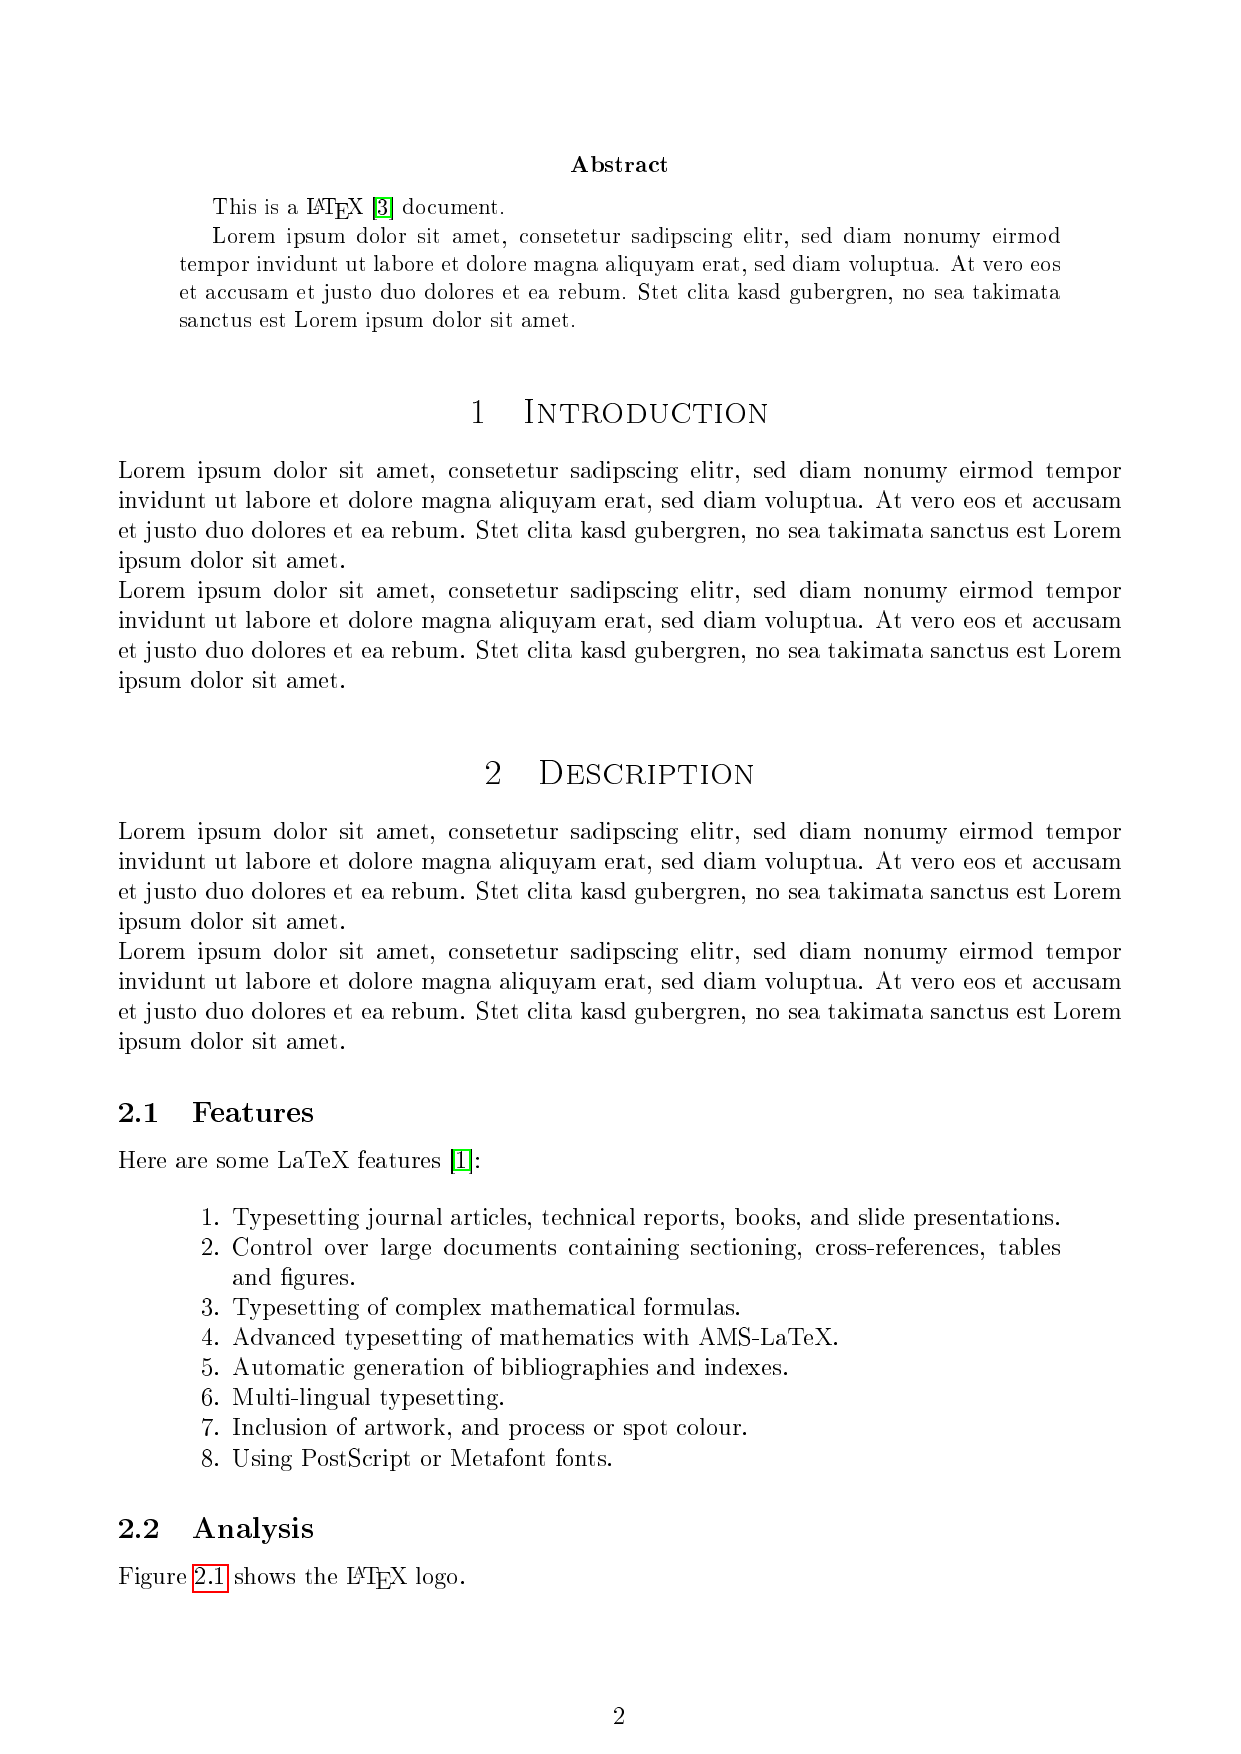 Abstract
This is a LATEX [3] document.
Lorem ipsum dolor sit amet, consetetur sadipscing elitr, sed diam nonumy eirmod
tempor invidunt ut labore et dolore magna aliquyam erat, sed diam voluptua. At vero eos
et accusam et justo duo dolores et ea rebum. Stet clita kasd gubergren, no sea takimata
sanctus est Lorem ipsum dolor sit amet.
1 Introduction
Lorem ipsum dolor sit amet, consetetur sadipscing elitr, sed diam nonumy eirmod tempor
invidunt ut labore et dolore magna aliquyam erat, sed diam voluptua. At vero eos et accusam
et justo duo dolores et ea rebum. Stet clita kasd gubergren, no sea takimata sanctus est Lorem
ipsum dolor sit amet.
Lorem ipsum dolor sit amet, consetetur sadipscing elitr, sed diam nonumy eirmod tempor
invidunt ut labore et dolore magna aliquyam erat, sed diam voluptua. At vero eos et accusam
et justo duo dolores et ea rebum. Stet clita kasd gubergren, no sea takimata sanctus est Lorem
ipsum dolor sit amet.
2 Description
Lorem ipsum dolor sit amet, consetetur sadipscing elitr, sed diam nonumy eirmod tempor
invidunt ut labore et dolore magna aliquyam erat, sed diam voluptua. At vero eos et accusam
et justo duo dolores et ea rebum. Stet clita kasd gubergren, no sea takimata sanctus est Lorem
ipsum dolor sit amet.
Lorem ipsum dolor sit amet, consetetur sadipscing elitr, sed diam nonumy eirmod tempor
invidunt ut labore et dolore magna aliquyam erat, sed diam voluptua. At vero eos et accusam
et justo duo dolores et ea rebum. Stet clita kasd gubergren, no sea takimata sanctus est Lorem
ipsum dolor sit amet.
2.1 Features
Here are some LaTeX features [1]:
1. Typesetting journal articles, technical reports, books, and slide presentations.
2. Control over large documents containing sectioning, cross-references, tables
and figures.
3. Typesetting of complex mathematical formulas.
4. Advanced typesetting of mathematics with AMS-LaTeX.
5. Automatic generation of bibliographies and indexes.
6. Multi-lingual typesetting.
7. Inclusion of artwork, and process or spot colour.
8. Using PostScript or Metafont fonts.
2.2 Analysis
Figure 2.1 shows the LATEX logo.
2